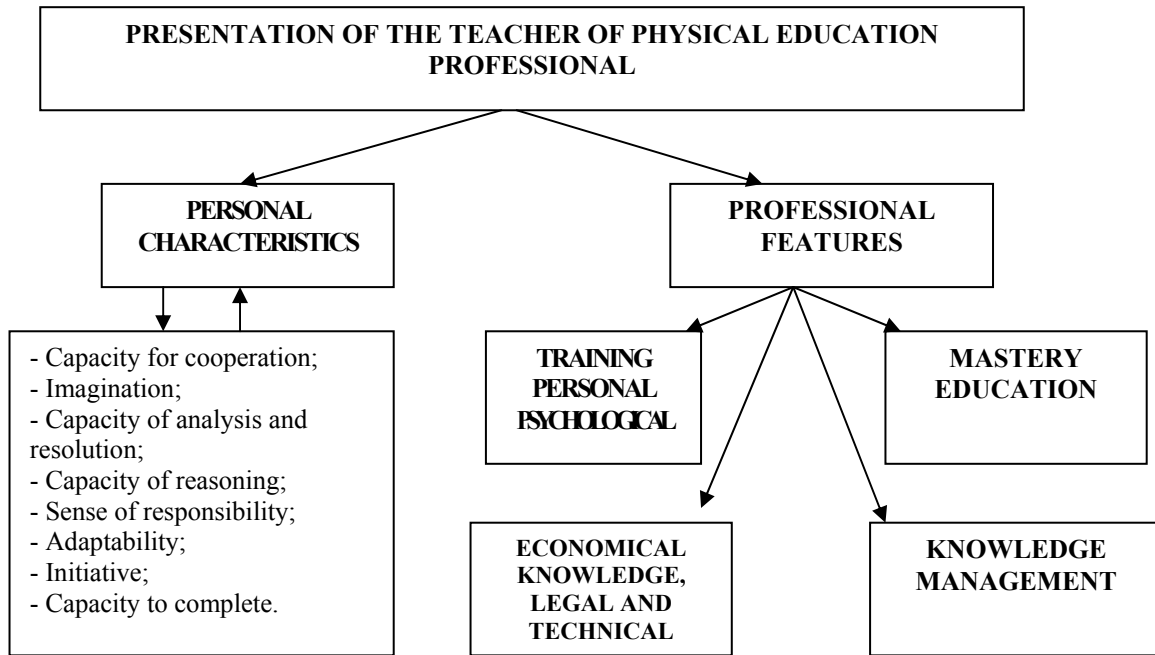 PRESENTATION OF THE TEACHER OF PHYSICAL EDUCATION
PROFESSIONAL
PERSONAL
CHARACTERISTICS
PROFESSIONAL
FEATURES
- Capacity for cooperation;
- Imagination;
- Capacity of analysis and
resolution;
- Capacity of reasoning;
- Sense of responsibility;
- Adaptability;
- Initiative;
- Capacity to complete.
TRAINING
PERSONAL
PSYCHOLOGICAL
MASTERY
EDUCATION
ECONOMICAL
KNOWLEDGE,
LEGAL AND
TECHNICAL
KNOWLEDGE
MANAGEMENT